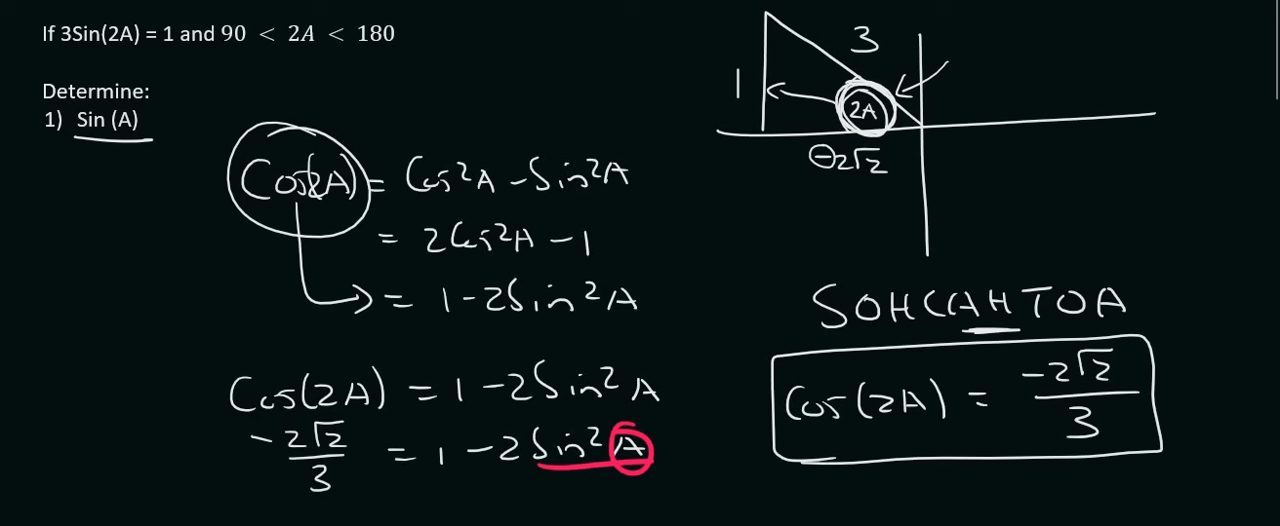 If 3Sin(2A) = 1 and 90 < 2A < 180
Determine:
1) Sin (A)
Cos(2A) = Cos²A - Sin²A
= 2Cos²A - 1
= 1 - 2Sin²A
Cos(2A) = 1 - 2Sin²A
-2√2/3 = 1 - 2Sin²A
3
1
2A
-2√2
SOHCAHTOA
Cos(2A) = -2√2/3